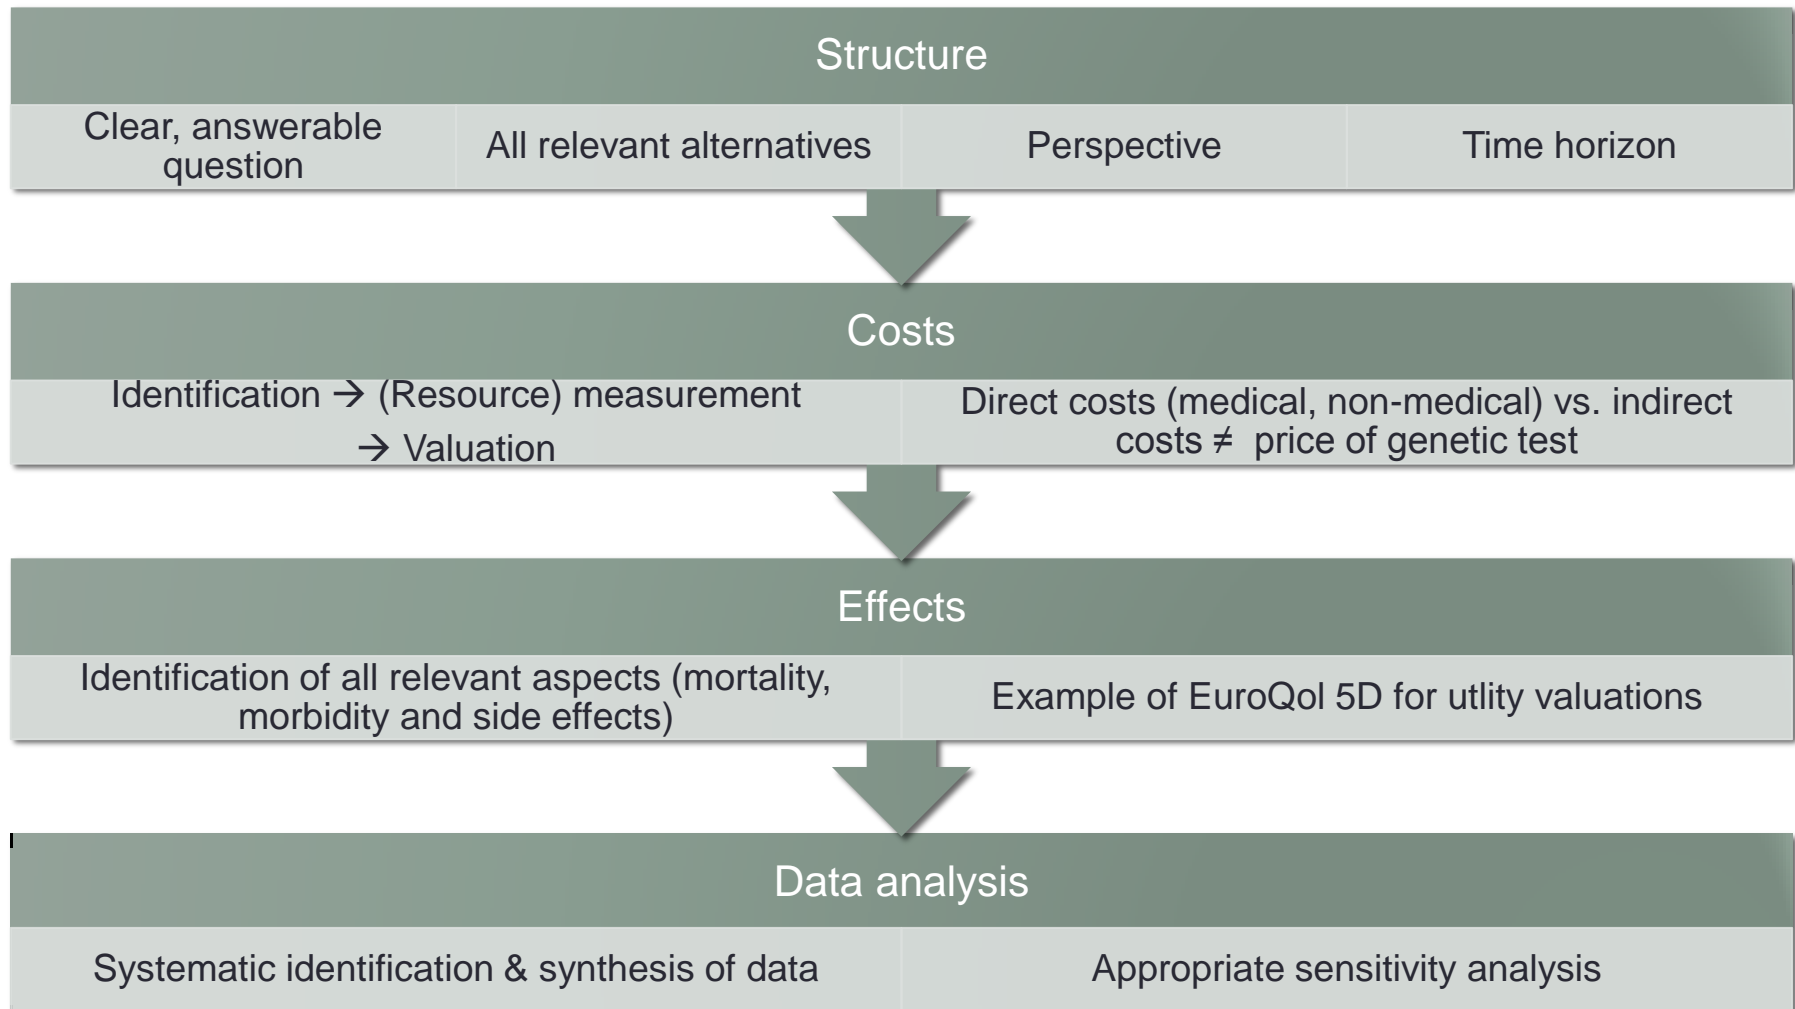 Structure
Clear, answerable
question
All relevant alternatives
Perspective
Time horizon
Costs
Identification → (Resource) measurement
→ Valuation
Direct costs (medical, non-medical) vs. indirect
costs ≠ price of genetic test
Effects
Identification of all relevant aspects (mortality,
morbidity and side effects)
Example of EuroQol 5D for utlity valuations
Data analysis
Systematic identification & synthesis of data
Appropriate sensitivity analysis